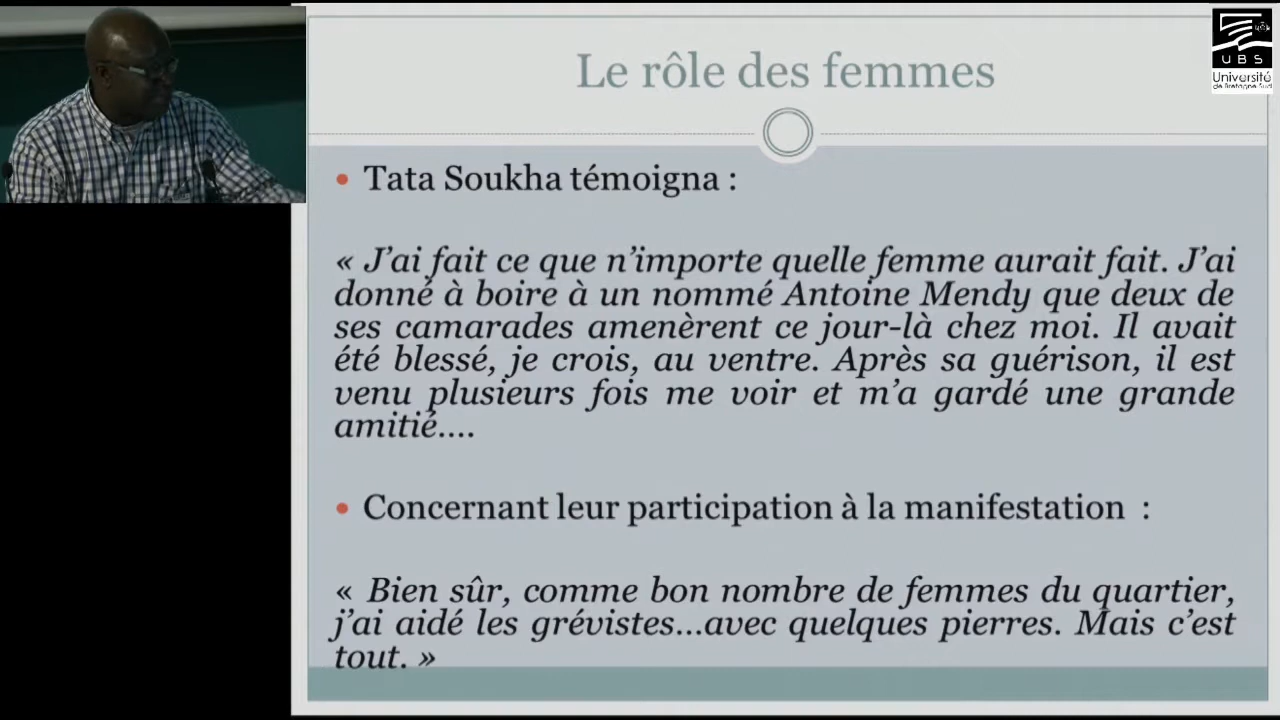 Le rôle des femmes
UBS
Université
de Bretagne Sud
• Tata Soukha témoigna :
« J'ai fait ce que n'importe quelle femme aurait fait. J'ai
donné à boire à un nommé Antoine Mendy que deux de
ses camarades amenèrent ce jour-là chez moi. Il avait
été blessé, je crois, au ventre. Après sa guérison, il est
venu plusieurs fois me voir et m'a gardé une grande
amitié....
• Concernant leur participation à la manifestation :
« Bien sûr, comme bon nombre de femmes du quartier,
j'ai aidé les grévistes...avec quelques pierres. Mais c'est
tout. »